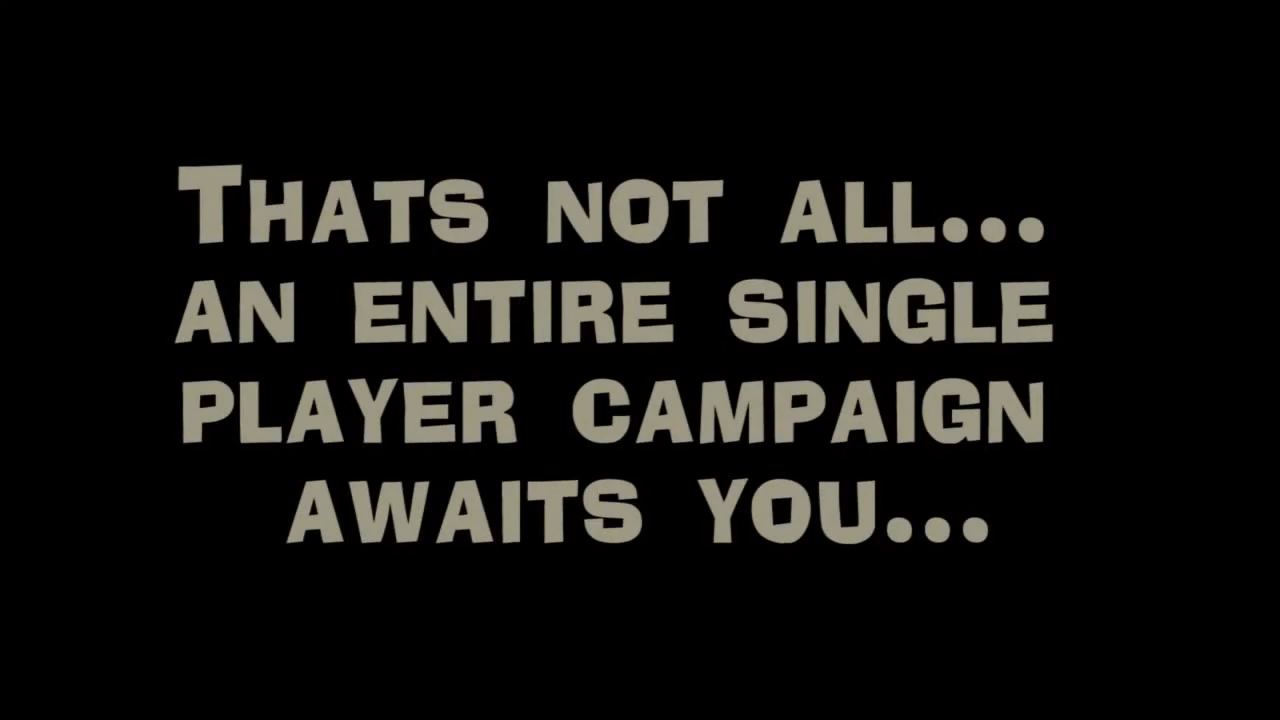 THATS NOT ALL...
AN ENTIRE SINGLE
PLAYER CAMPAIGN
AWAITS YOU...